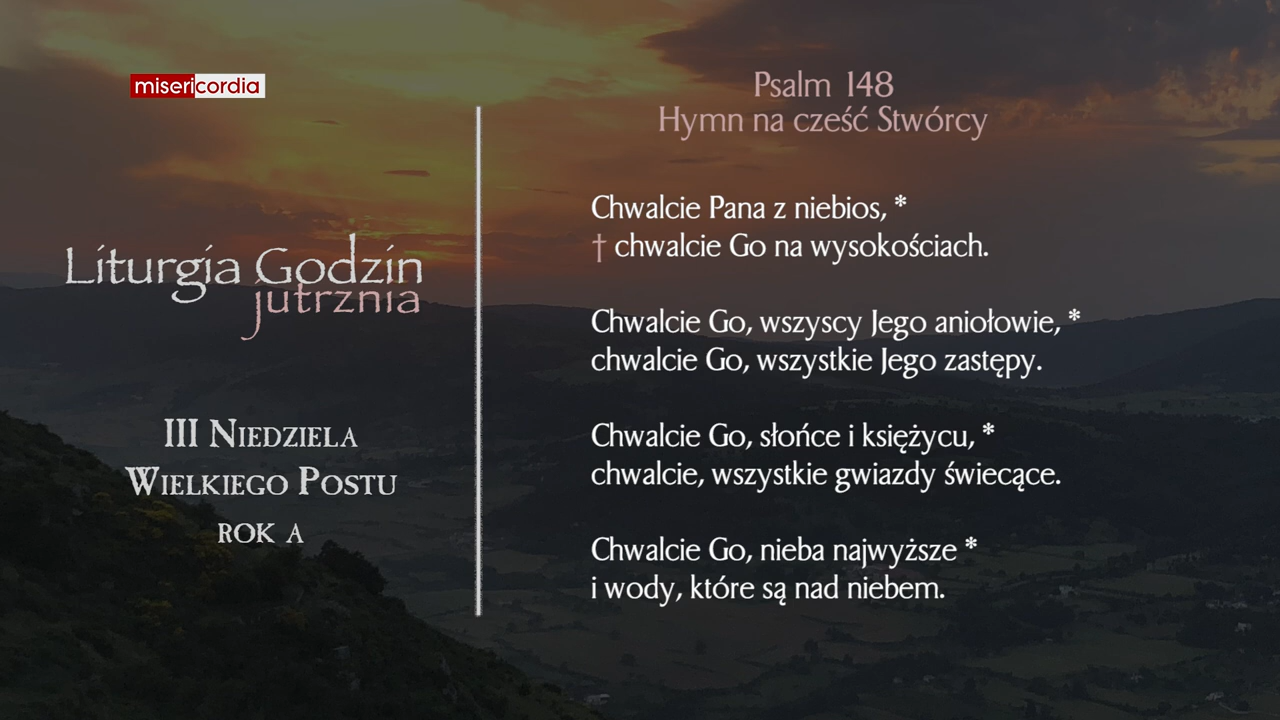 misericordia
Liturgia Godzin
jutrznia
III Niedziela
Wielkiego Postu
rok A
Psalm 148
Hymn na cześć Stwórcy
Chwalcie Pana z niebios, *
† chwalcie Go na wysokościach.
Chwalcie Go, wszyscy Jego aniołowie, *
chwalcie Go, wszystkie Jego zastępy.
Chwalcie Go, słońce i księżycu, *
chwalcie, wszystkie gwiazdy świecące.
Chwalcie Go, nieba najwyższe *
i wody, które są nad niebem.